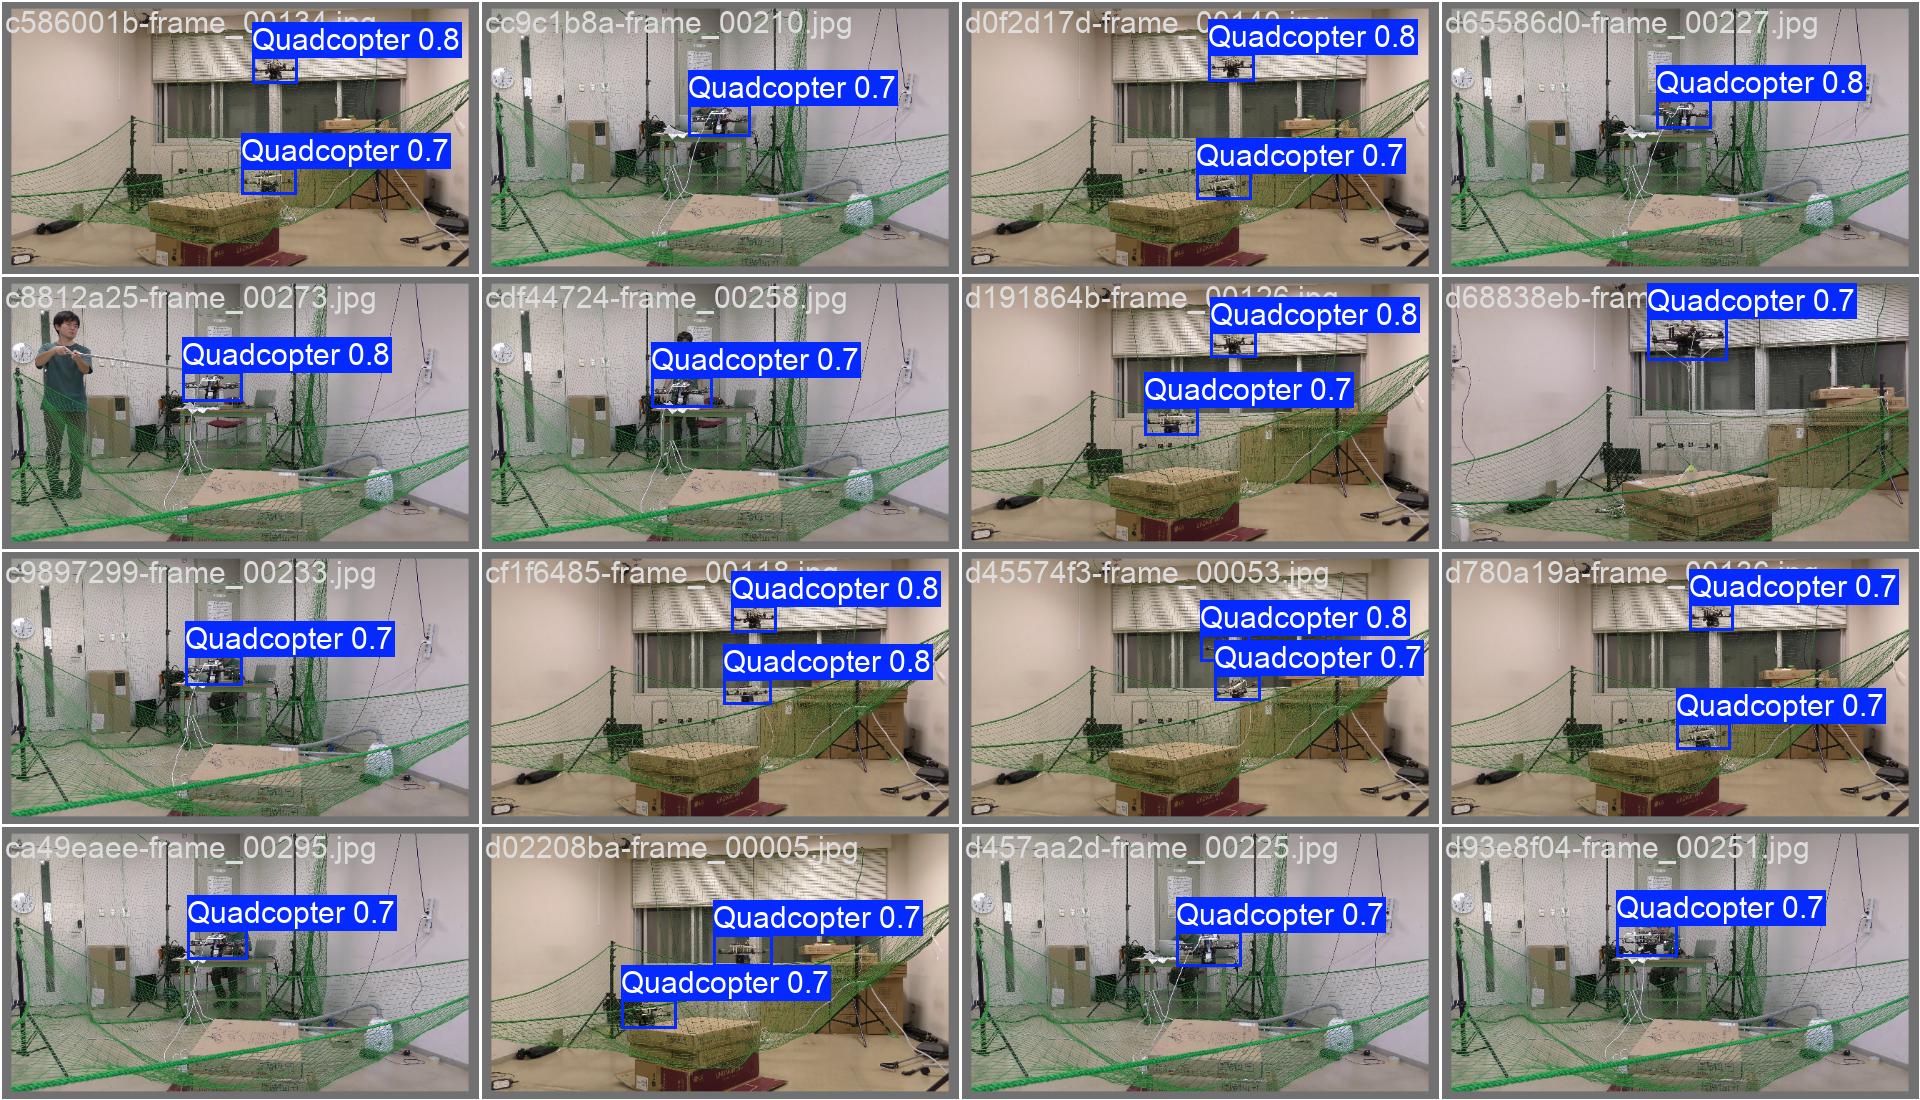 c586001b-frame_00134.jpg
Quadcopter 0.8
Quadcopter 0.7
cc9c1b8a-frame_00210.jpg
Quadcopter 0.7
d0f2d17d-frame_00140.jpg
Quadcopter 0.8
Quadcopter 0.7
d65586d0-frame_00227.jpg
Quadcopter 0.8
c8812a25-frame_00273.jpg
Quadcopter 0.8
cdf44724-frame_00258.jpg
Quadcopter 0.7
d191864b-frame_00126.jpg
Quadcopter 0.8
Quadcopter 0.7
d68838eb-fram
Quadcopter 0.7
c9897299-frame_00233.jpg
Quadcopter 0.7
cf1f6485-frame_00118.jpg
Quadcopter 0.8
Quadcopter 0.8
d45574f3-frame_00053.jpg
Quadcopter 0.8
Quadcopter 0.7
d780a19a-frame_00136.jpg
Quadcopter 0.7
Quadcopter 0.7
ca49eaee-frame_00295.jpg
Quadcopter 0.7
d02208ba-frame_00005.jpg
Quadcopter 0.7
Quadcopter 0.7
d457aa2d-frame_00225.jpg
Quadcopter 0.7
d93e8f04-frame_00251.jpg
Quadcopter 0.7